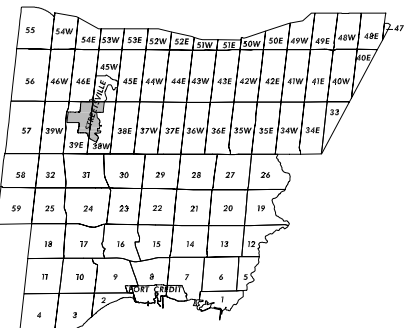 55 54W 54E 53W 53E 52W 52E 51W 51E 50W 50E 49W 49E 48W 48E 47
40E
45W
56 46W 46E 45E 44W 44E 43W 43E 42W 42E 41W 41E 40W
STREETSVILLE
33
57 39W 38E 37W 37E 36W 36E 35W 35E 34W 34E
39E 38W
58 32 31 30 29 28 27 26
59 25 24 23 22 21 20 19
18 17 16 15 14 13 12
11 10 9 8 7 6 5
PORT CREDIT
2 1
4 3